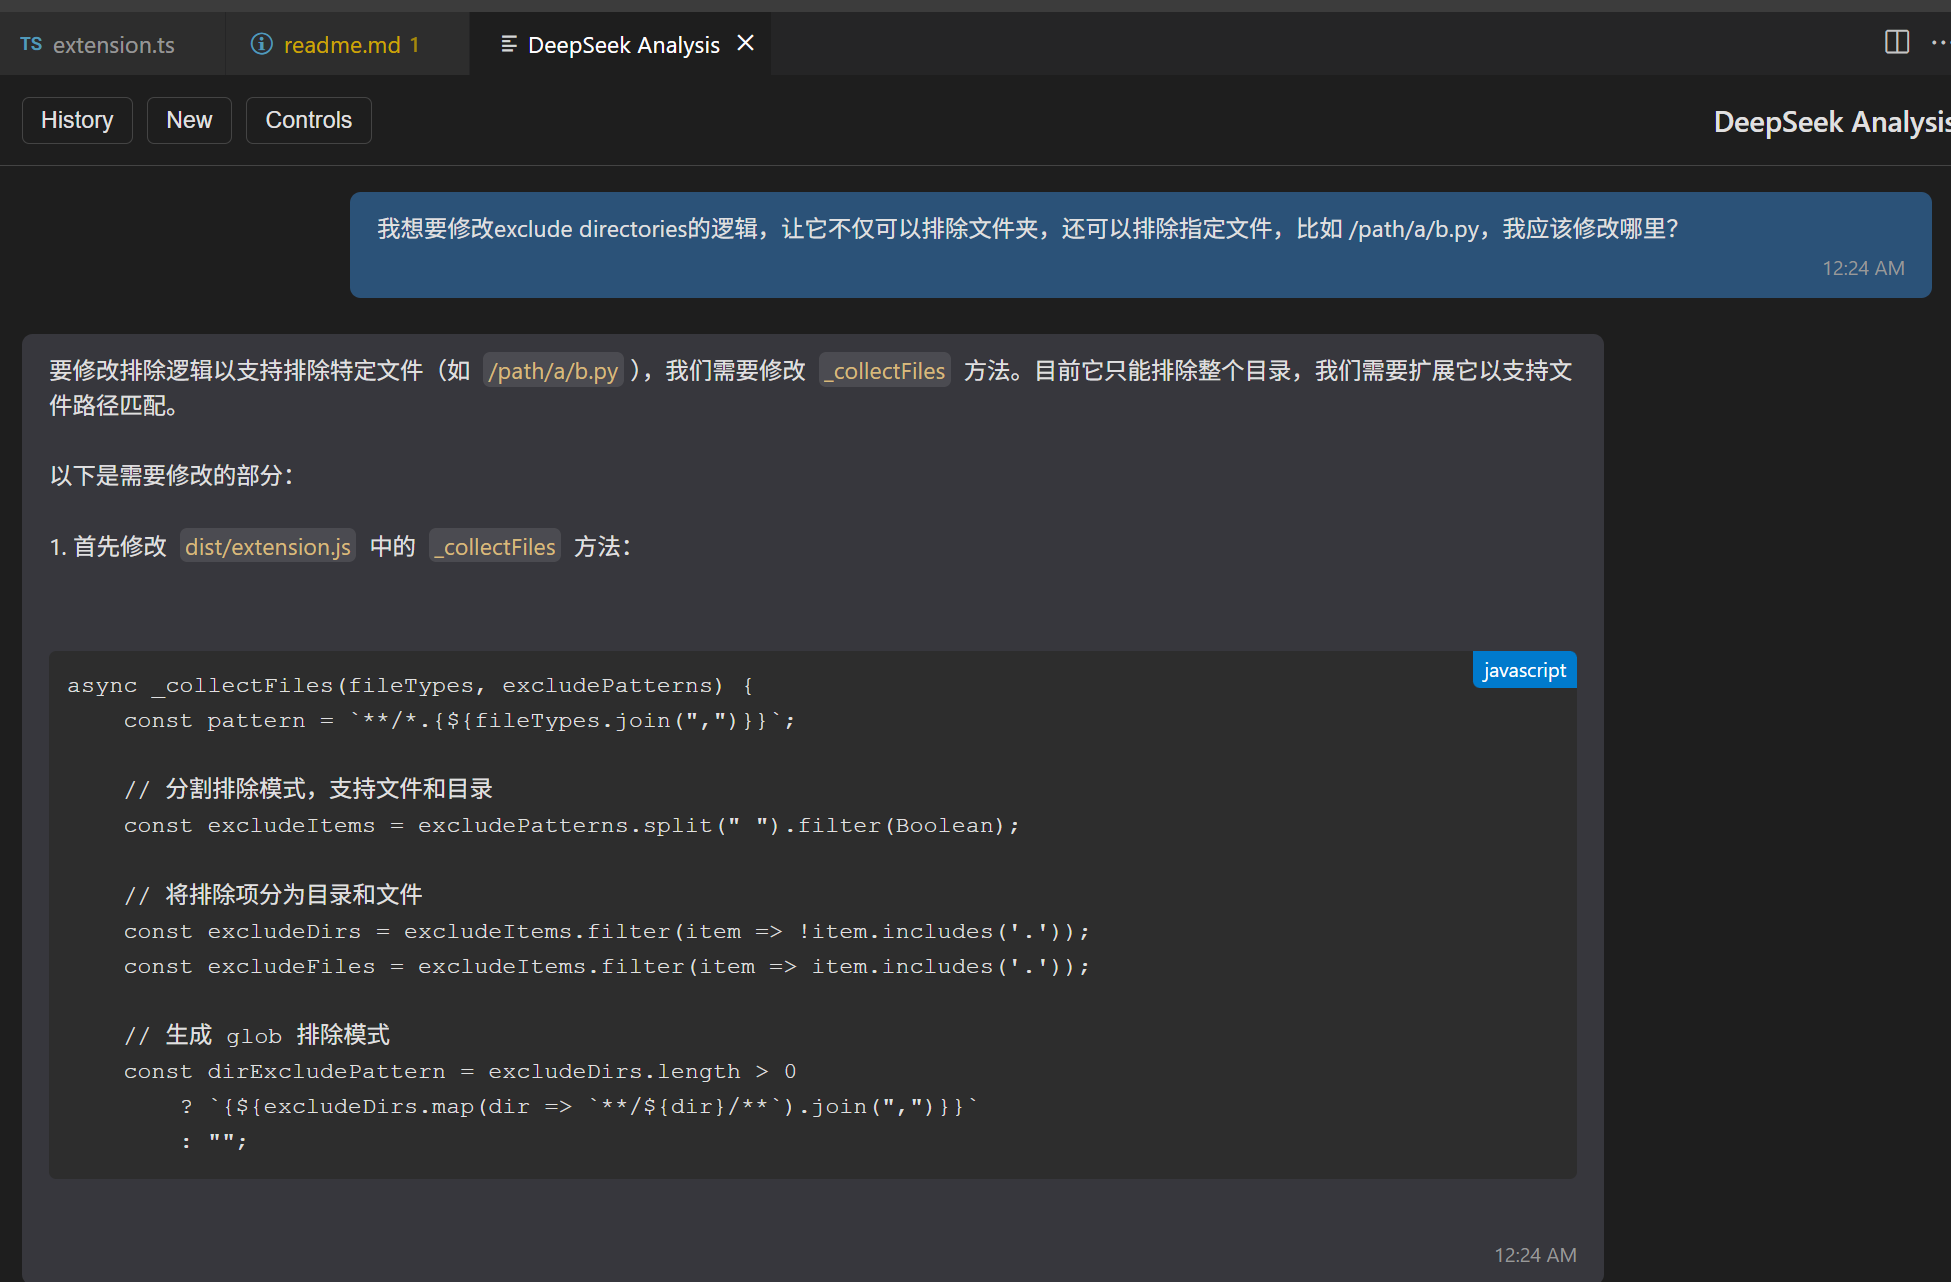 TS extension.ts
readme.md 1
DeepSeek Analysis
History
New
Controls
DeepSeek Analysis
我想要修改exclude directories的逻辑，让它不仅可以排除文件夹，还可以排除指定文件，比如 /path/a/b.py，我应该修改哪里？
12:24 AM
要修改排除逻辑以支持排除特定文件（如 /path/a/b.py ），我们需要修改 _collectFiles 方法。目前它只能排除整个目录，我们需要扩展它以支持文
件路径匹配。
以下是需要修改的部分：
1. 首先修改 dist/extension.js 中的 _collectFiles 方法：
javascript
async _collectFiles(fileTypes, excludePatterns) {
    const pattern = `**/*.{${fileTypes.join(",")}}`;
    // 分割排除模式，支持文件和目录
    const excludeItems = excludePatterns.split(" ").filter(Boolean);
    // 将排除项分为目录和文件
    const excludeDirs = excludeItems.filter(item => !item.includes('.'));
    const excludeFiles = excludeItems.filter(item => item.includes('.'));
    // 生成 glob 排除模式
    const dirExcludePattern = excludeDirs.length > 0
        ? `{${excludeDirs.map(dir => `**/${dir}/**`).join(",")}}`
        : "";
12:24 AM